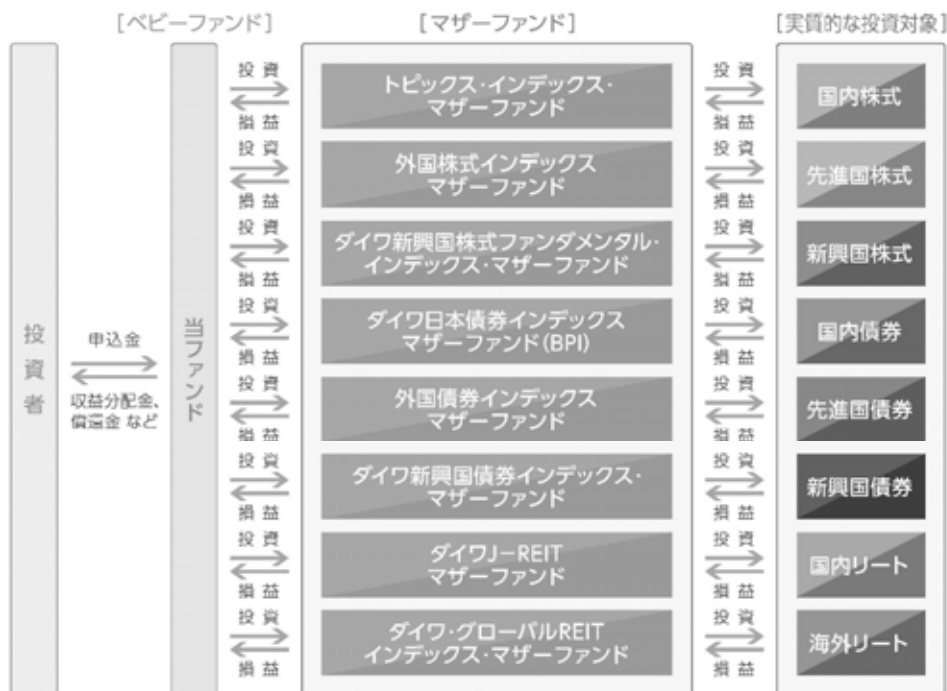 [ベビーファンド]
[マザーファンド]
[実質的な投資対象]
投資者
申込金
収益分配金、
償還金 など
当ファンド
投資
損益
トピックス・インデックス・
マザーファンド
投資
損益
国内株式
投資
損益
外国株式インデックス
マザーファンド
投資
損益
先進国株式
投資
損益
ダイワ新興国株式ファンダメンタル・
インデックス・マザーファンド
投資
損益
新興国株式
投資
損益
ダイワ日本債券インデックス
マザーファンド(BPI)
投資
損益
国内債券
投資
損益
外国債券インデックス
マザーファンド
投資
損益
先進国債券
投資
損益
ダイワ新興国債券インデックス・
マザーファンド
投資
損益
新興国債券
投資
損益
ダイワJ-REIT
マザーファンド
投資
損益
国内リート
投資
損益
ダイワ・グローバルREIT
インデックス・マザーファンド
投資
損益
海外リート